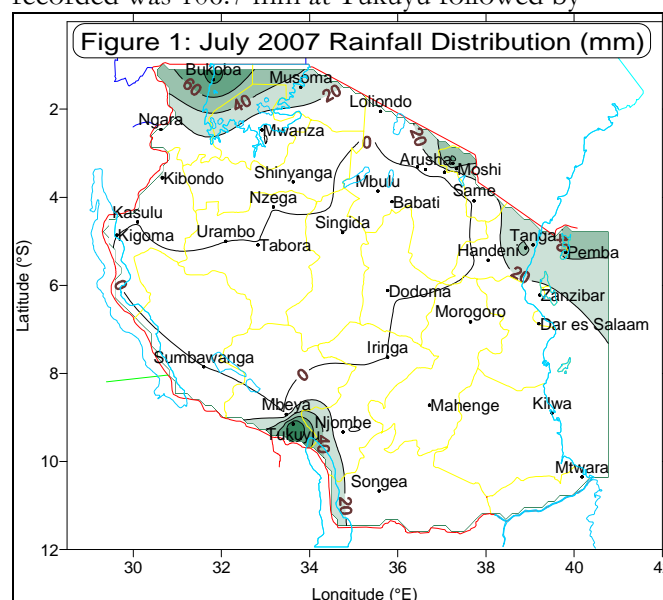 recorded was 106.7 mm at Tukuyu followed by
Figure 1: July 2007 Rainfall Distribution (mm)
Bukoba
Musoma
60
40
20
Loliondo
2
Ngara
Mwanza
20
0
Arusha
Moshi
Kibondo
Shinyanga
Mbulu
Same
4
Nzega
Babati
Kasulu
Singida
Kigoma
Urambo
Tabora
Tanga
Handeni
Pemba
20
0
Dodoma
Zanzibar
6
Morogoro
Dar es Salaam
Latitude (°S)
Iringa
Sumbawanga
0
8
Mbeya
Mahenge
Kilwa
Tukuyu
Njombe
40
10
Mtwara
Songea
20
12
30 32 34 36 38 40 4
Longitude (°E)